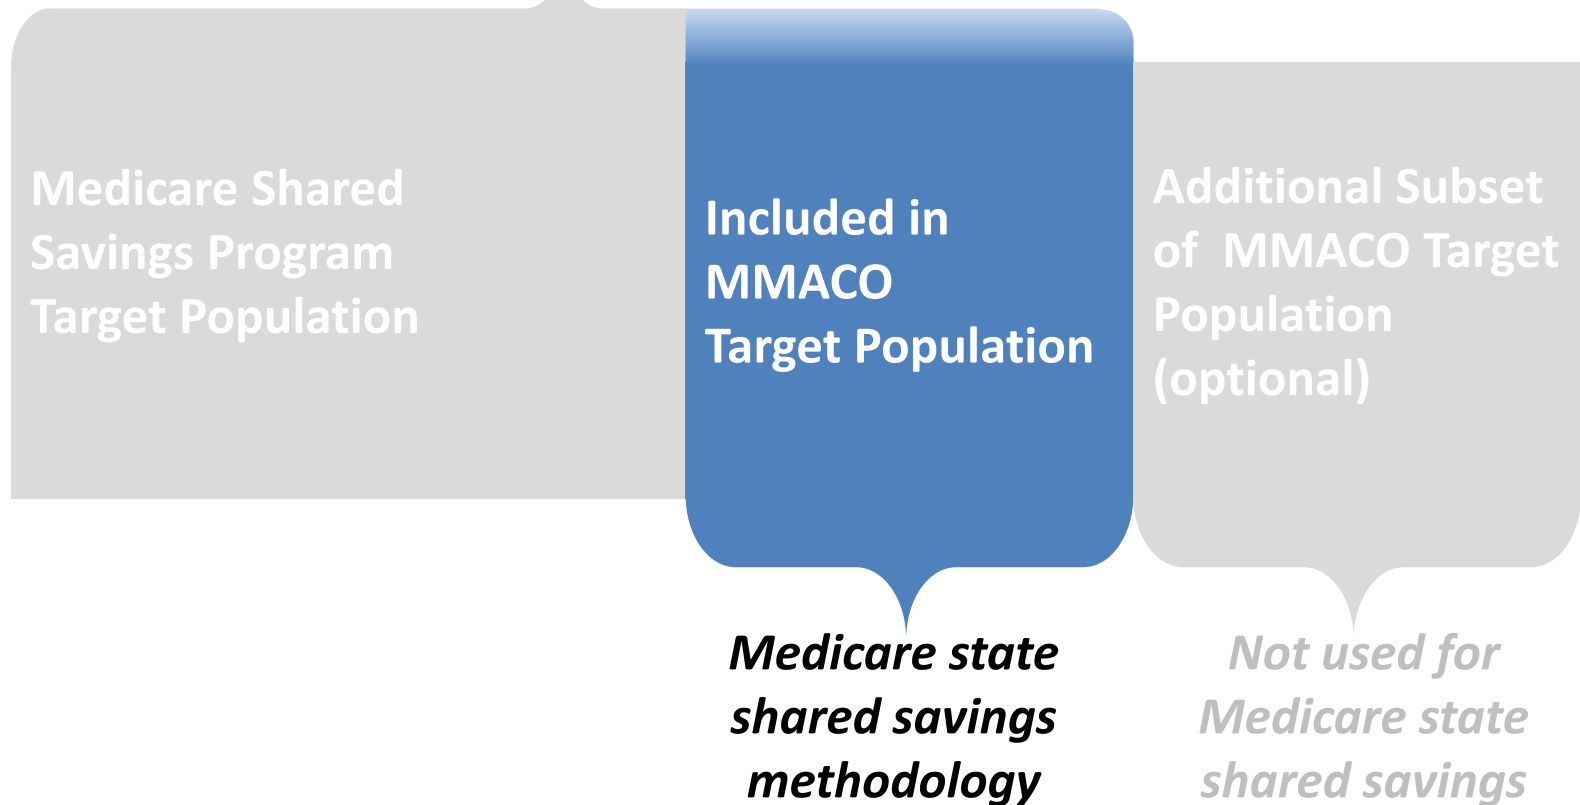 Medicare Shared
Savings Program
Target Population
Included in
MMACO
Target Population
Additional Subset
of  MMACO Target
Population
(optional)
Medicare state
shared savings
methodology
Not used for
Medicare state
shared savings